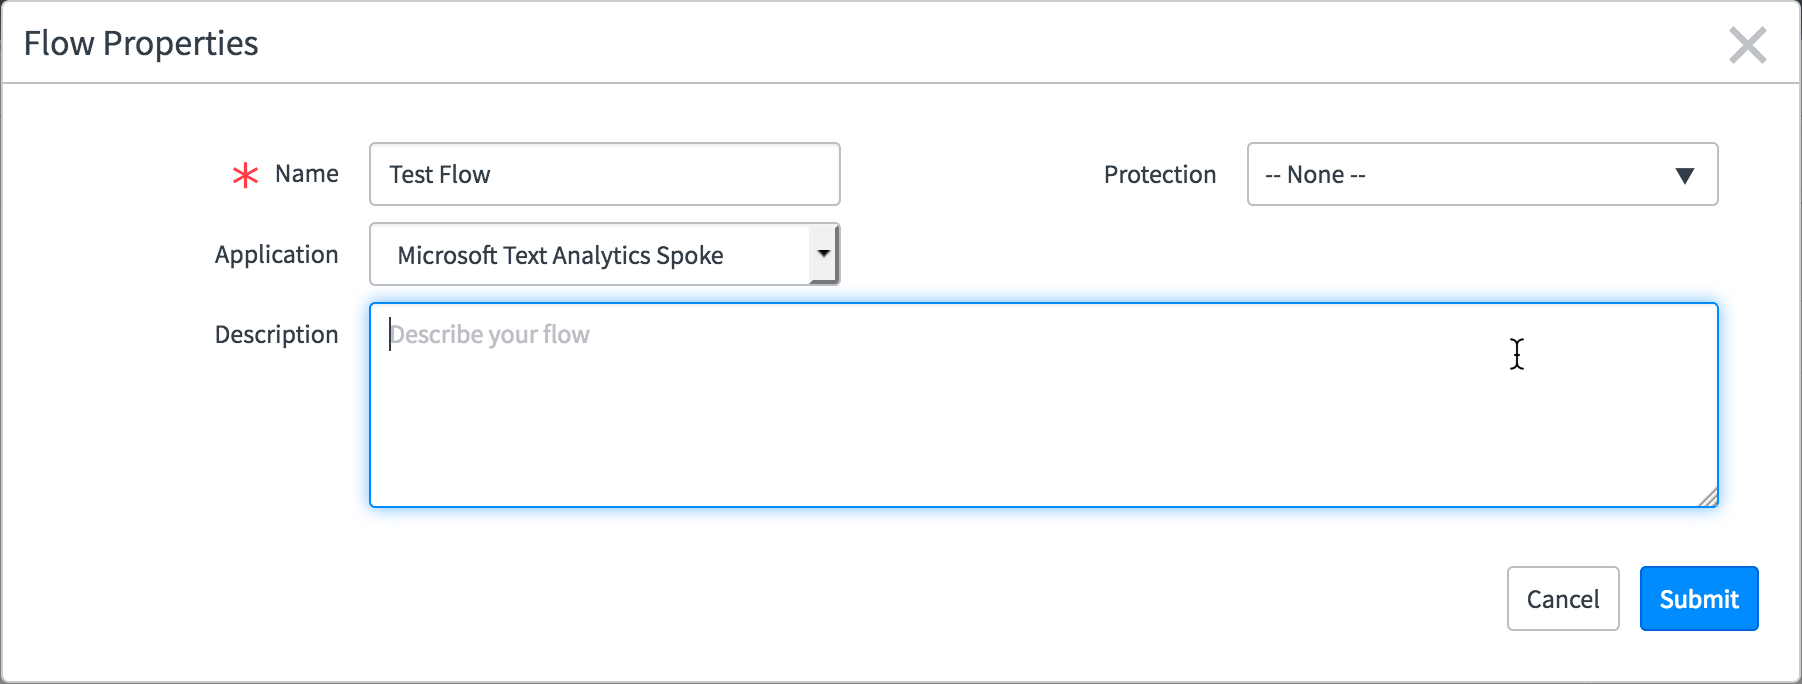 Flow Properties
* Name Test Flow Protection -- None --
Application Microsoft Text Analytics Spoke
Description Describe your flow
Cancel Submit